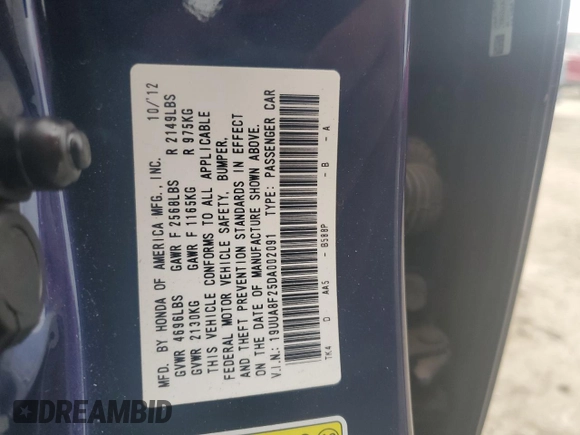 MFD. BY HONDA OF AMERICA MFG., INC. 10/12
GVWR 4696LBS GAWR F 2568LBS R 2149LBS
GVWR 2130KG GAWR F 1165KG R 975KG
THIS VEHICLE CONFORMS TO ALL APPLICABLE
FEDERAL MOTOR VEHICLE SAFETY, BUMPER,
AND THEFT PREVENTION STANDARDS IN EFFECT
ON THE DATE OF MANUFACTURE SHOWN ABOVE.
V.I.N.: 19UUA8F25DA002091 TYPE: PASSENGER CAR
TK4 D AA5 - B588P - B - A
DREAMBID